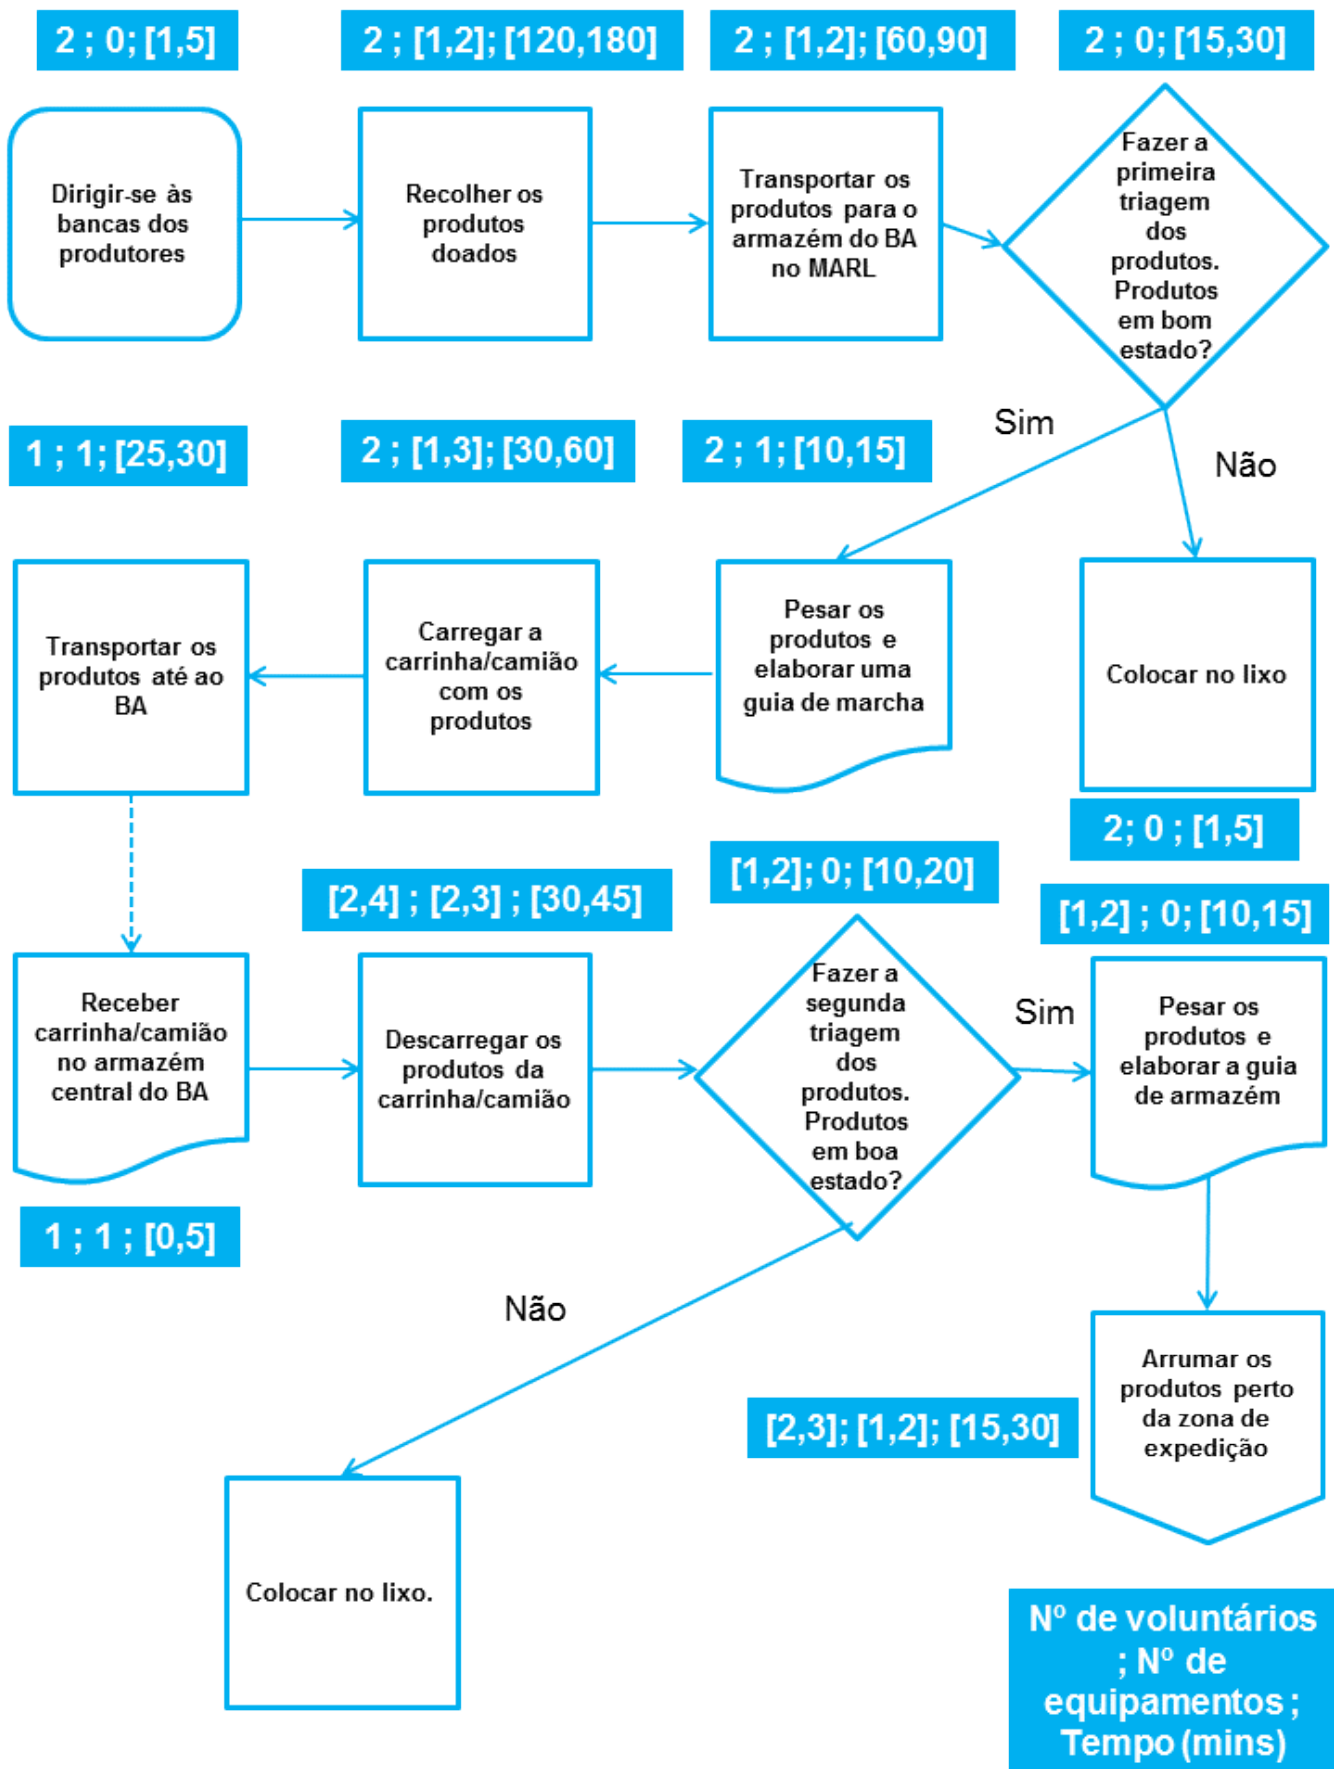 2 ; 0; [1,5]
2 ; [1,2]; [120,180]
2 ; [1,2]; [60,90]
2 ; 0; [15,30]
Dirigir-se às
bancas dos
produtores
Recolher os
produtos
doados
Transportar os
produtos para o
armazém do BA
no MARL
Fazer a
primeira
triagem
dos
produtos.
Produtos
em bom
estado?
Sim
Não
1 ; 1; [25,30]
2 ; [1,3]; [30,60]
2 ; 1; [10,15]
Transportar os
produtos até ao
BA
Carregar a
carrinha/camião
com os
produtos
Pesar os
produtos e
elaborar uma
guia de marcha
Colocar no lixo
2; 0 ; [1,5]
[2,4] ; [2,3] ; [30,45]
[1,2]; 0; [10,20]
[1,2] ; 0; [10,15]
Receber
carrinha/camião
no armazém
central do BA
Descarregar os
produtos da
carrinha/camião
Fazer a
segunda
triagem
dos
produtos.
Produtos
em boa
estado?
Sim
Pesar os
produtos e
elaborar a guia
de armazém
1 ; 1 ; [0,5]
Não
[2,3]; [1,2]; [15,30]
Arrumar os
produtos perto
da zona de
expedição
Colocar no lixo.
Nº de voluntários
; Nº de
equipamentos ;
Tempo (mins)